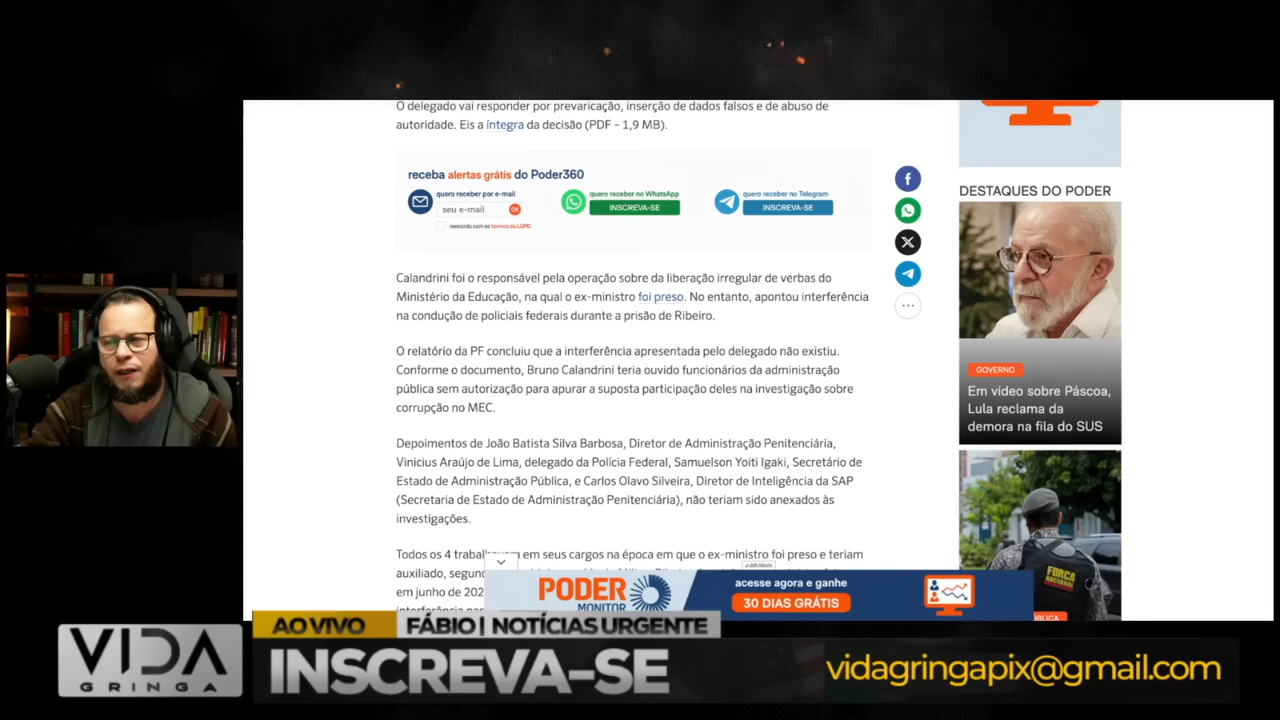 O delegado vai responder por prevaricação, inserção de dados falsos e de abuso de
autoridade. Eis a íntegra da decisão (PDF – 1,9 MB).
receba alertas grátis do Poder360
quero receber por e-mail
seu e-mail
OK
concordo com os termos da LGPD.
quero receber no WhatsApp
INSCREVA-SE
quero receber no Telegram
INSCREVA-SE
Calandrini foi o responsável pela operação sobre da liberação irregular de verbas do
Ministério da Educação, na qual o ex-ministro foi preso. No entanto, apontou interferência
na condução de policiais federais durante a prisão de Ribeiro.
O relatório da PF concluiu que a interferência apresentada pelo delegado não existiu.
Conforme o documento, Bruno Calandrini teria ouvido funcionários da administração
pública sem autorização para apurar a suposta participação deles na investigação sobre
corrupção no MEC.
Depoimentos de João Batista Silva Barbosa, Diretor de Administração Penitenciária,
Vinicius Araújo de Lima, delegado da Polícia Federal, Samuelson Yoiti Igaki, Secretário de
Estado de Administração Pública, e Carlos Olavo Silveira, Diretor de Inteligência da SAP
(Secretaria de Estado de Administração Penitenciária), não teriam sido anexados às
investigações.
Todos os 4 em seus cargos na época em que o ex-ministro foi preso e teriam
auxiliado,
em junho de
DESTAQUES DO PODER
GOVERNO
Em vídeo sobre Páscoa,
Lula reclama da
demora na fila do SUS
FORÇA
NACIONAL
publicidade
PODER
MONITOR
acesse agora e ganhe
30 DIAS GRÁTIS
AO VIVO
FÁBIO | NOTÍCIAS URGENTE
VIDA
GRINGA
INSCREVA-SE
vidagringapix@gmail.com